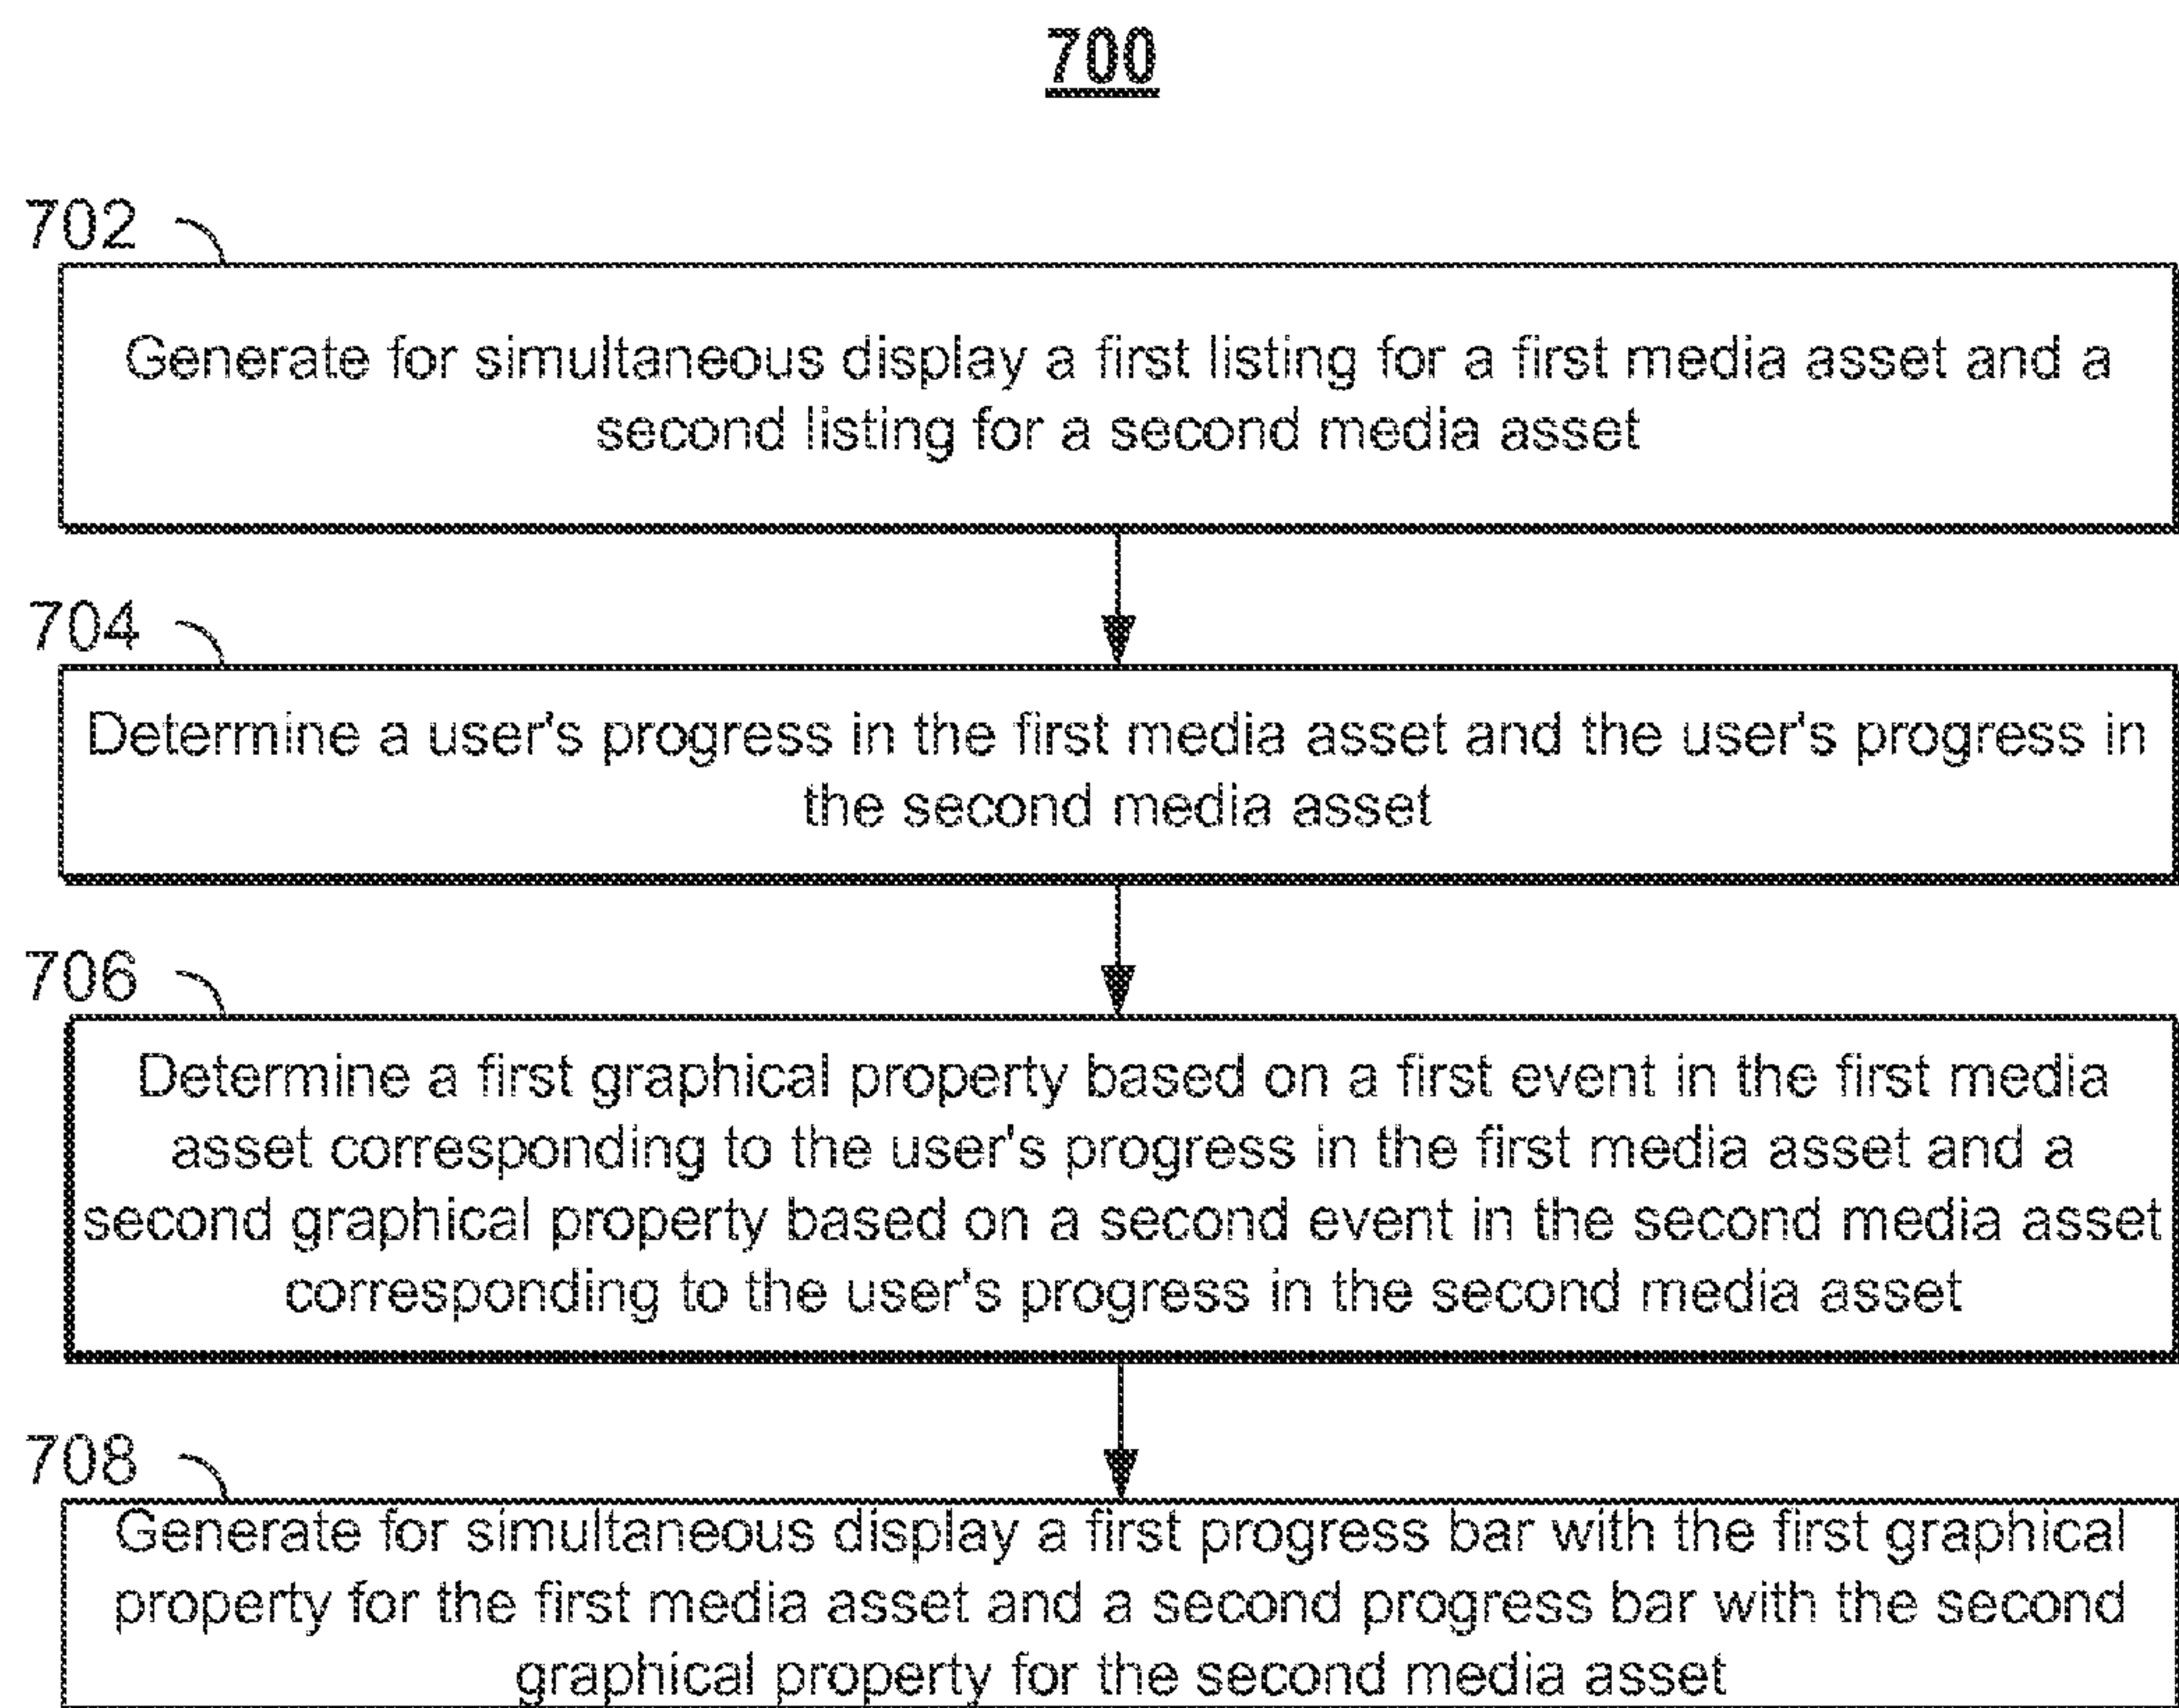 700
702
Generate for simultaneous display a first listing for a first media asset and a
second listing for a second media asset
704
Determine a user's progress in the first media asset and the user's progress in
the second media asset
706
Determine a first graphical property based on a first event in the first media
asset corresponding to the user's progress in the first media asset and a
second graphical property based on a second event in the second media asset
corresponding to the user's progress in the second media asset
708
Generate for simultaneous display a first progress bar with the first graphical
property for the first media asset and a second progress bar with the second
graphical property for the second media asset